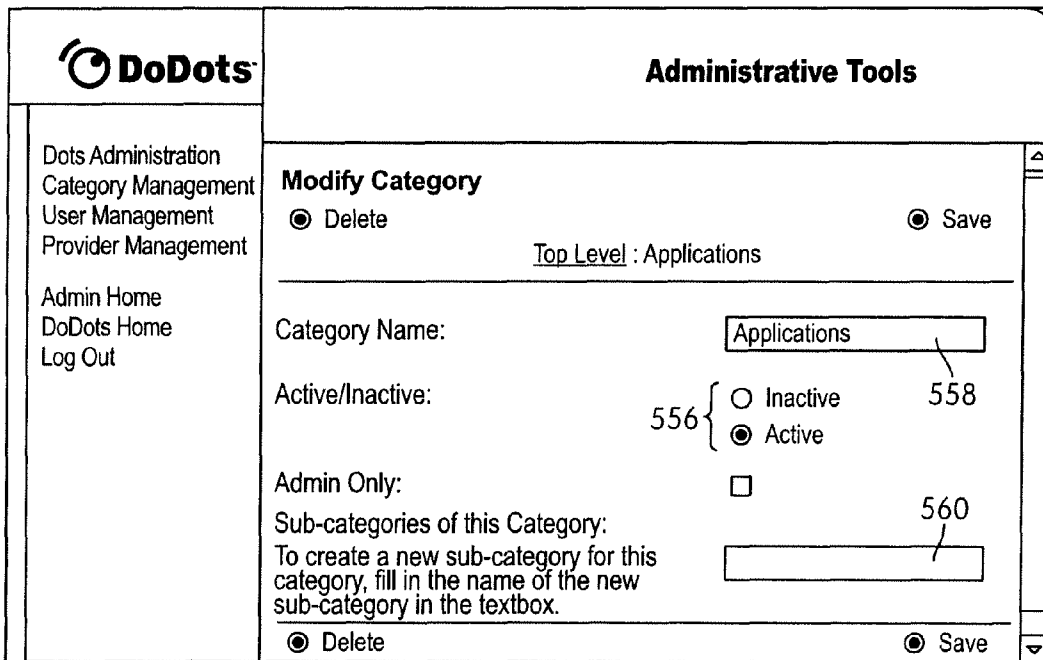 DoDots
Administrative Tools
Dots Administration
Category Management
User Management
Provider Management
Admin Home
DoDots Home
Log Out
Modify Category
Delete
Save
Top Level : Applications
Category Name:
Applications
558
Active/Inactive:
556
Inactive
Active
Admin Only:
Sub-categories of this Category:
560
To create a new sub-category for this
category, fill in the name of the new
sub-category in the textbox.
Delete
Save